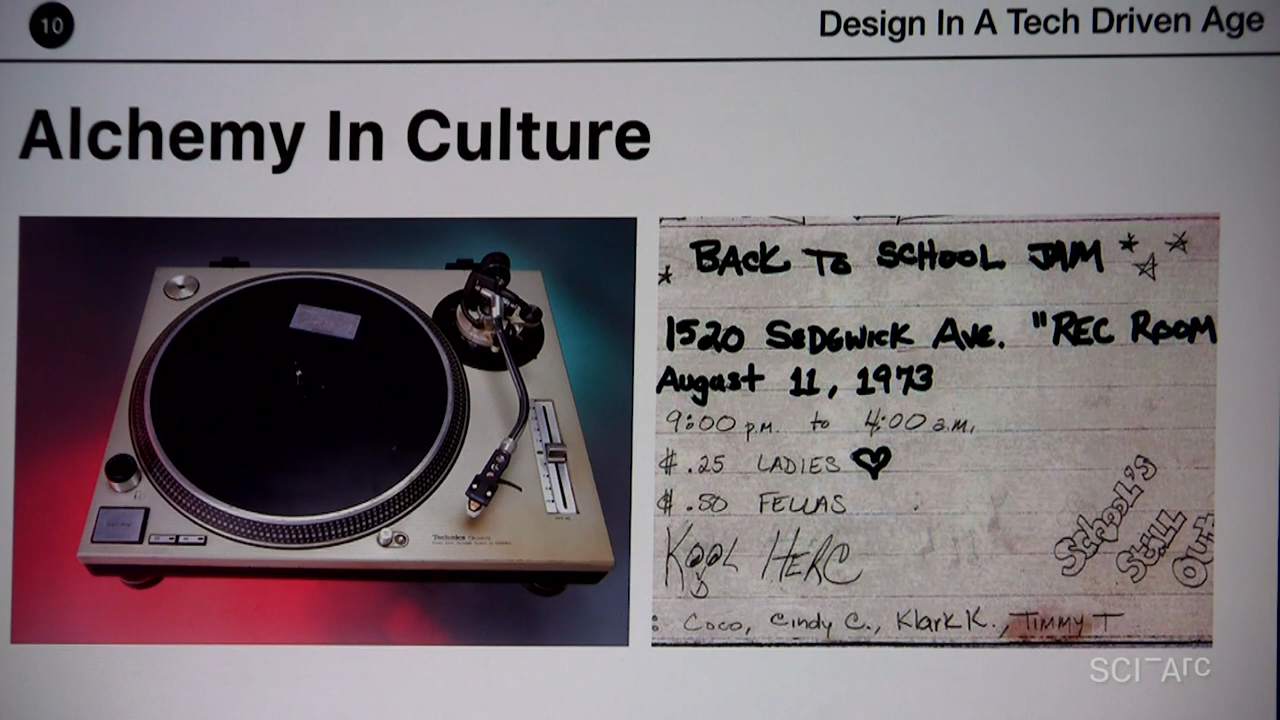 10
Design In A Tech Driven Age
Alchemy In Culture
Technics
BACK TO SCHOOL JAM
1520 SEDGWICK AVE. "REC ROOM
August 11, 1973
9:00 p.m. to 4:00 a.m.
$ .25 LADIES
$ .50 FELLAS
KOOL HERC
D
: Coco, Cindy C., Klark K., TIMMY T
School's
Still
Out
SCI-Arc